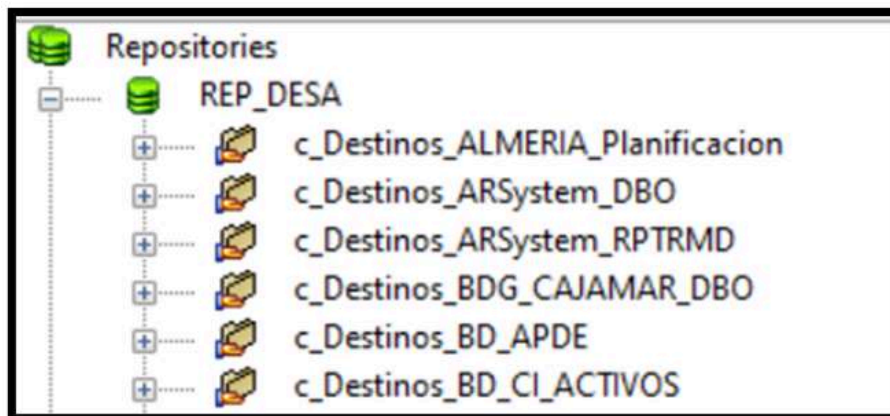 Repositories
REP_DESA
c_Destinos_ALMERIA_Planificacion
c_Destinos_ARSystem_DBO
c_Destinos_ARSystem_RPTRMD
c_Destinos_BDG_CAJAMAR_DBO
c_Destinos_BD_APDE
c_Destinos_BD_CI_ACTIVOS